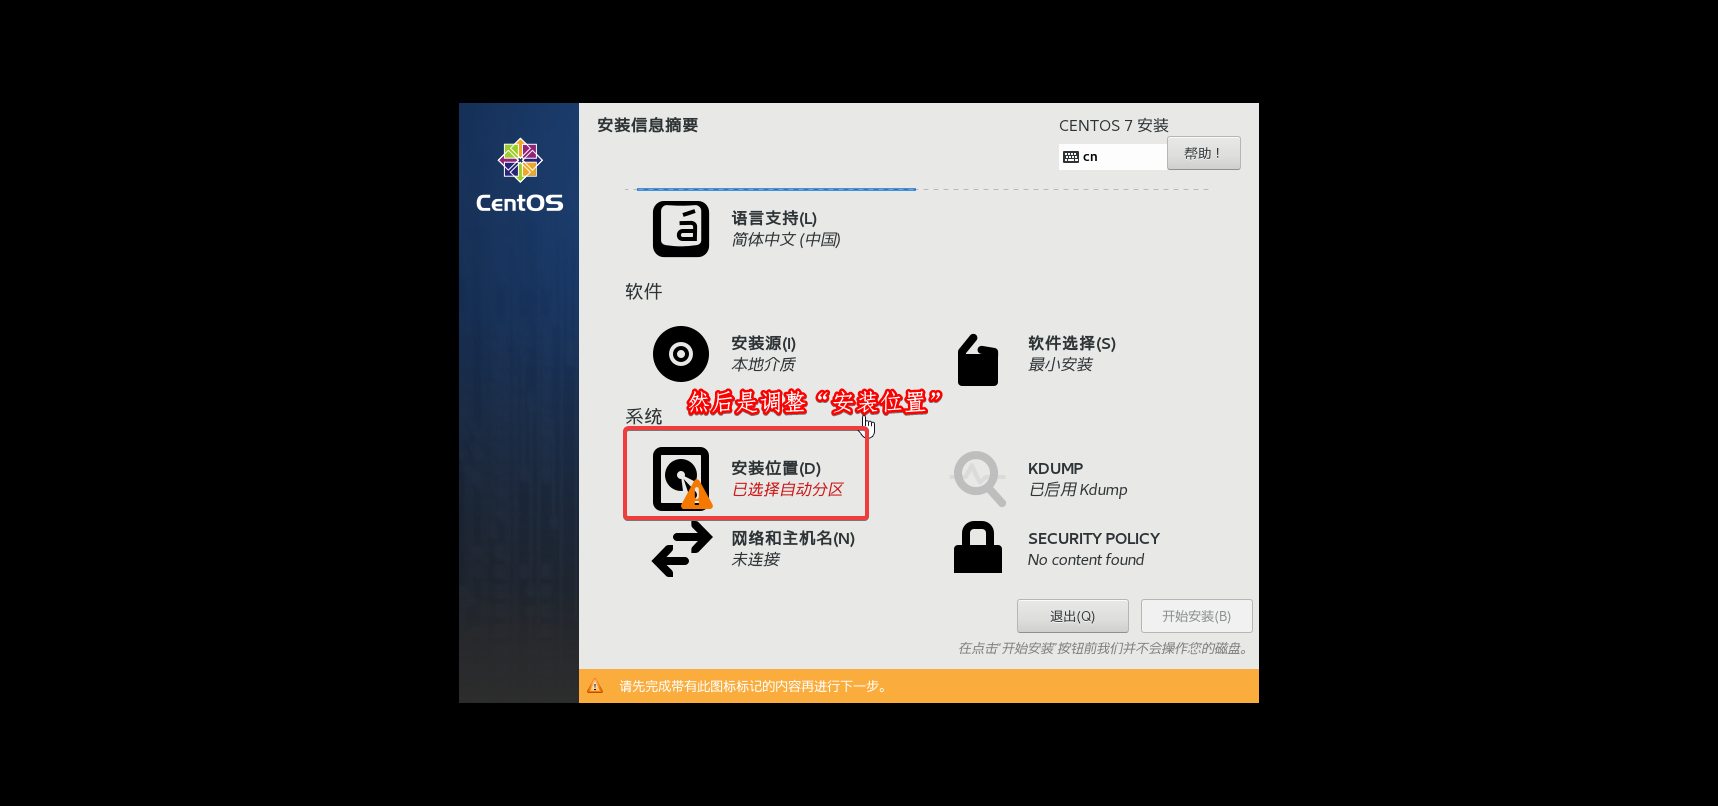 安装信息摘要
CENTOS 7 安装
cn
帮助！
CentOS
语言支持(L)
简体中文 (中国)
软件
安装源(I)
本地介质
软件选择(S)
最小安装
然后是调整“安装位置”
系统
安装位置(D)
已选择自动分区
KDUMP
已启用 Kdump
网络和主机名(N)
未连接
SECURITY POLICY
No content found
退出(Q)
开始安装(B)
在点击"开始安装"按钮前我们并不会操作您的磁盘。
请先完成带有此图标标记的内容再进行下一步。